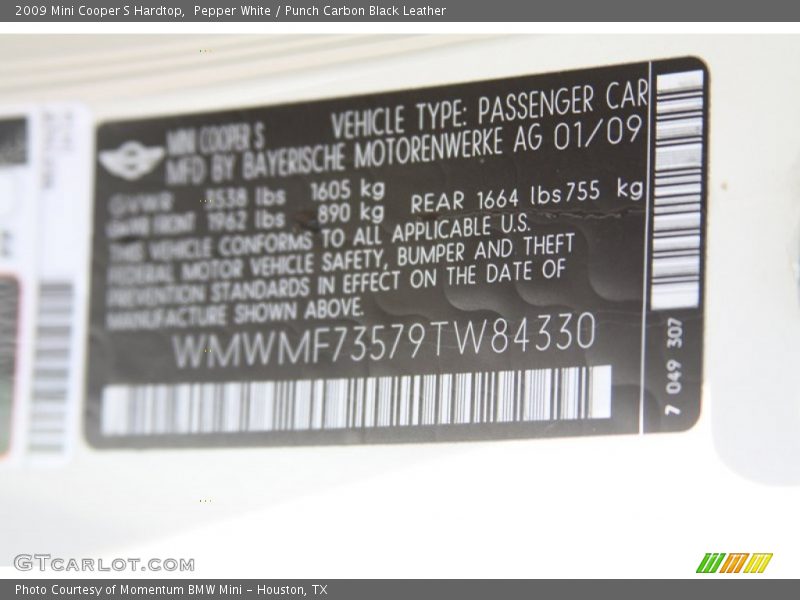 2009 Mini Cooper S Hardtop,  Pepper White / Punch Carbon Black Leather
MINI COOPER S VEHICLE TYPE: PASSENGER CAR
MFD BY BAYERISCHE MOTORENWERKE AG 01/09
GVWR 3538 lbs 1605 kg
GAWR FRONT 1962 lbs 890 kg REAR 1664 lbs 755 kg
THIS VEHICLE CONFORMS TO ALL APPLICABLE U.S.
FEDERAL MOTOR VEHICLE SAFETY, BUMPER AND THEFT
PREVENTION STANDARDS IN EFFECT ON THE DATE OF
MANUFACTURE SHOWN ABOVE.
WMWMF73579TW84330
7 049 307
GTCARLOT.COM
Photo Courtesy of Momentum BMW Mini - Houston, TX